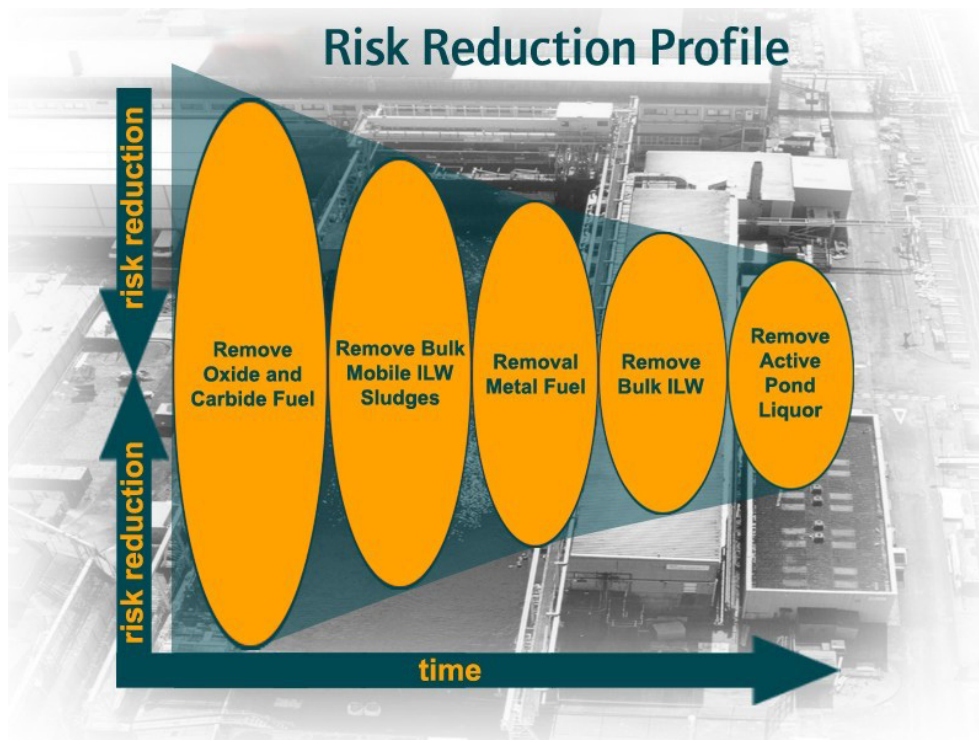 Risk Reduction Profile
risk reduction
risk reduction
Remove
Oxide and
Carbide Fuel
Remove Bulk
Mobile ILW
Sludges
Removal
Metal Fuel
Remove
Bulk ILW
Remove
Active
Pond
Liquor
time